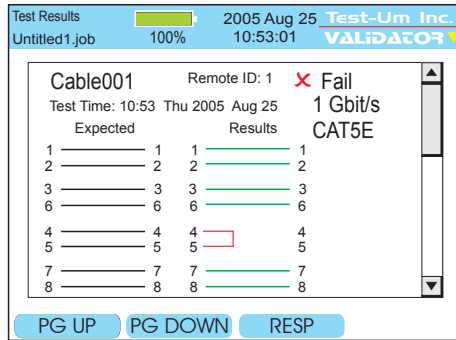 Test Results 2005 Aug 25 Test-Um Inc.
Untitled1.job 100% 10:53:01 VALiDATOR
Cable001 Remote ID: 1 ✗ Fail
Test Time: 10:53 Thu 2005 Aug 25 1 Gbit/s
Expected Results CAT5E
1 1 1 1
2 2 2 2
3 3 3 3
6 6 6 6
4 4 4 4
5 5 5 5
7 7 7 7
8 8 8 8
PG UP PG DOWN RESP